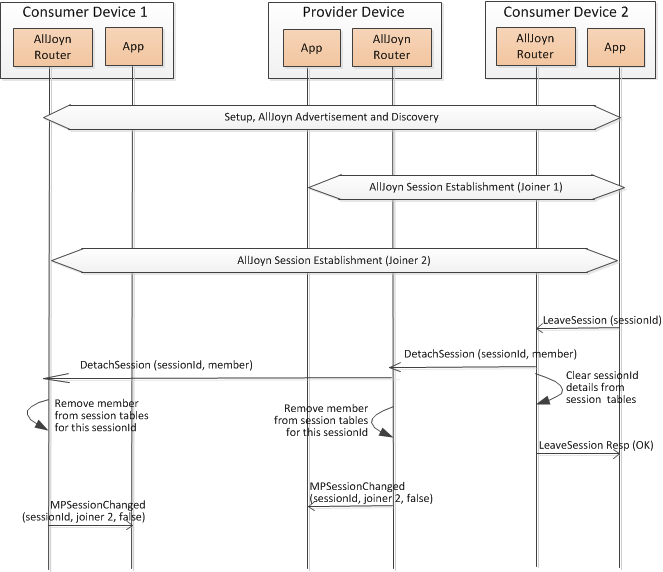 Consumer Device 1
Provider Device
Consumer Device 2
AllJoyn
Router
App
App
AllJoyn
Router
AllJoyn
Router
App
Setup, AllJoyn Advertisement and Discovery
AllJoyn Session Establishment (Joiner 1)
AllJoyn Session Establishment (Joiner 2)
LeaveSession (sessionId)
DetachSession (sessionId, member)
DetachSession (sessionId, member)
Clear sessionId
details from
session tables
Remove member
from session tables
for this sessionId
Remove member
from session tables
for this sessionId
LeaveSession Resp (OK)
MPSessionChanged
(sessionId, joiner 2, false)
MPSessionChanged
(sessionId, joiner 2, false)